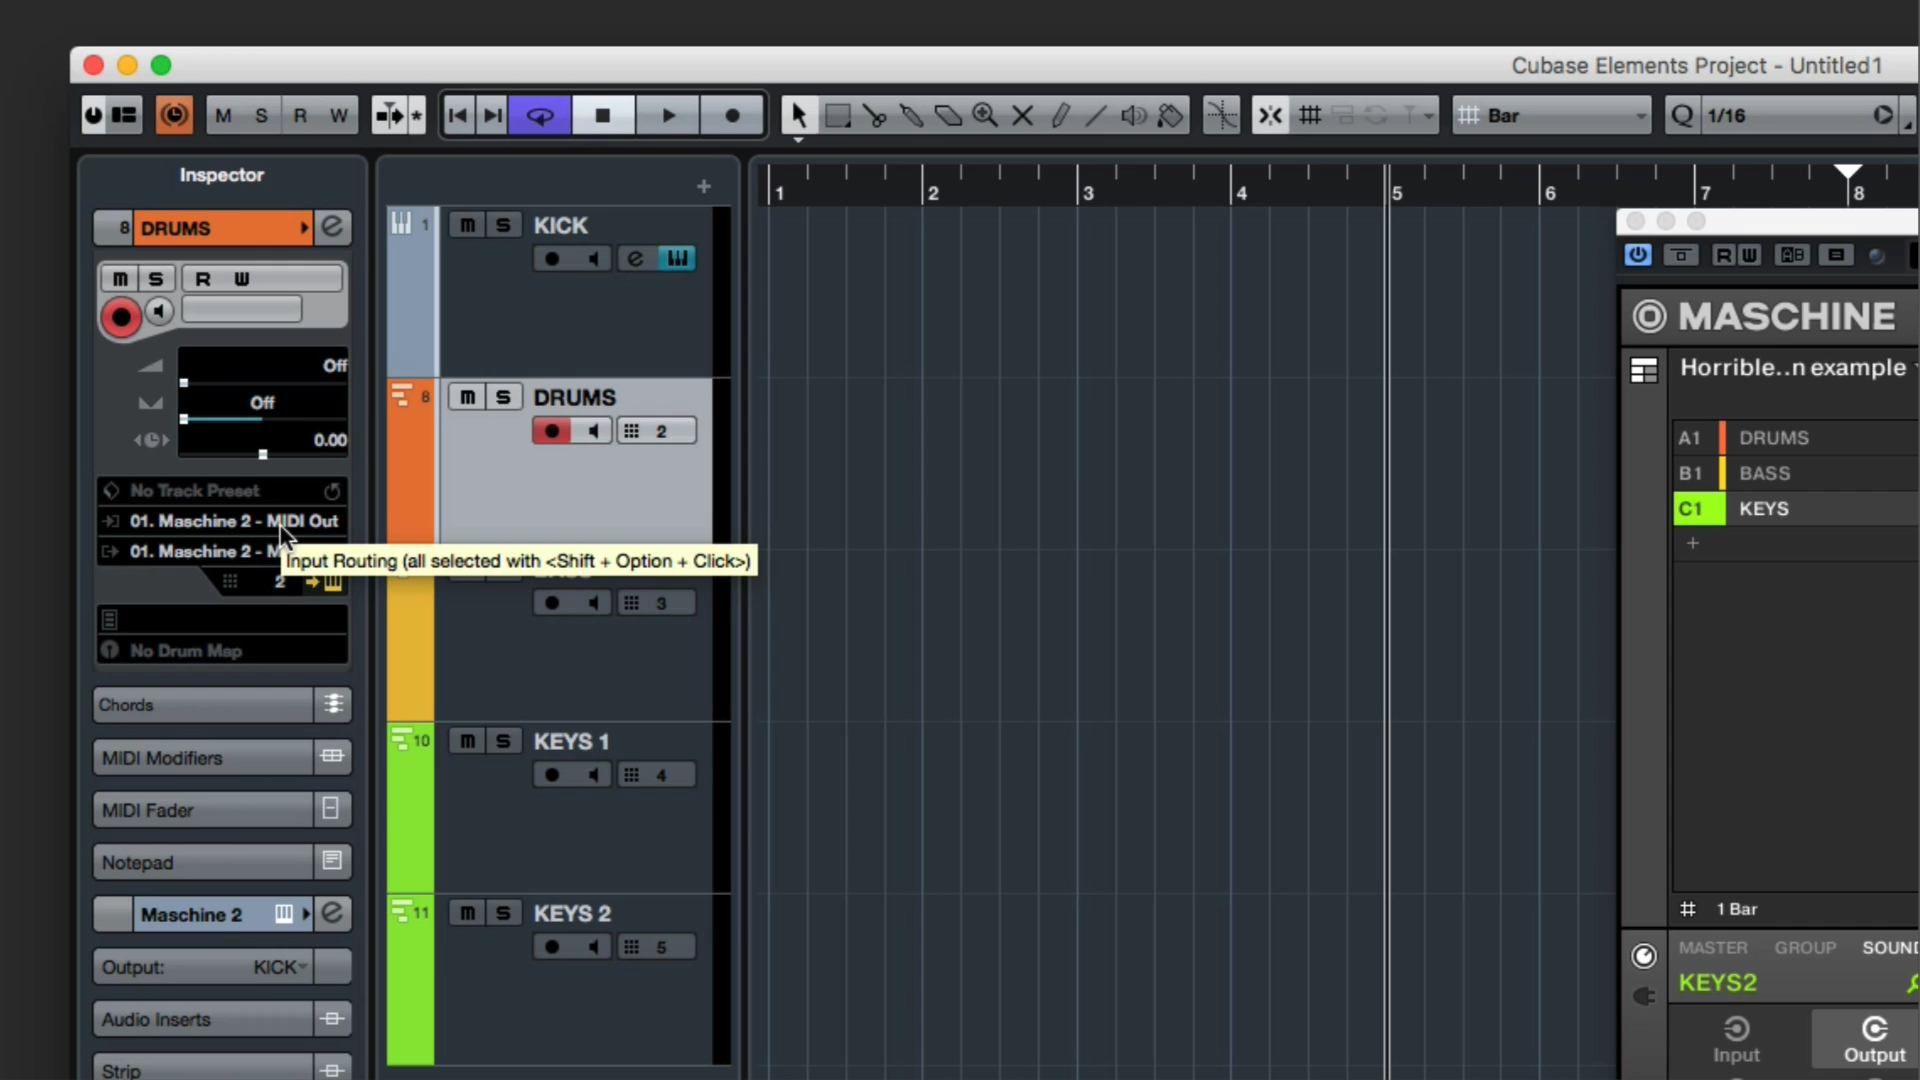 Cubase Elements Project - Untitled1
M S R W
Bar
Q 1/16
Inspector
8 DRUMS
m S R W
Off
Off
0.00
No Track Preset
01. Maschine 2 - MIDI Out
01. Maschine 2 - M
Input Routing (all selected with <Shift + Option + Click>)
2
No Drum Map
Chords
MIDI Modifiers
MIDI Fader
Notepad
Maschine 2
Output: KICK
Audio Inserts
Strip
1 m S KICK
8 m S DRUMS
2
3
10 m S KEYS 1
4
11 m S KEYS 2
5
1 2 3 4 5 6 7 8
R W AB
MASCHINE
Horrible..n example
A1 DRUMS
B1 BASS
C1 KEYS
+
1 Bar
MASTER GROUP SOUND
KEYS2
Input Output